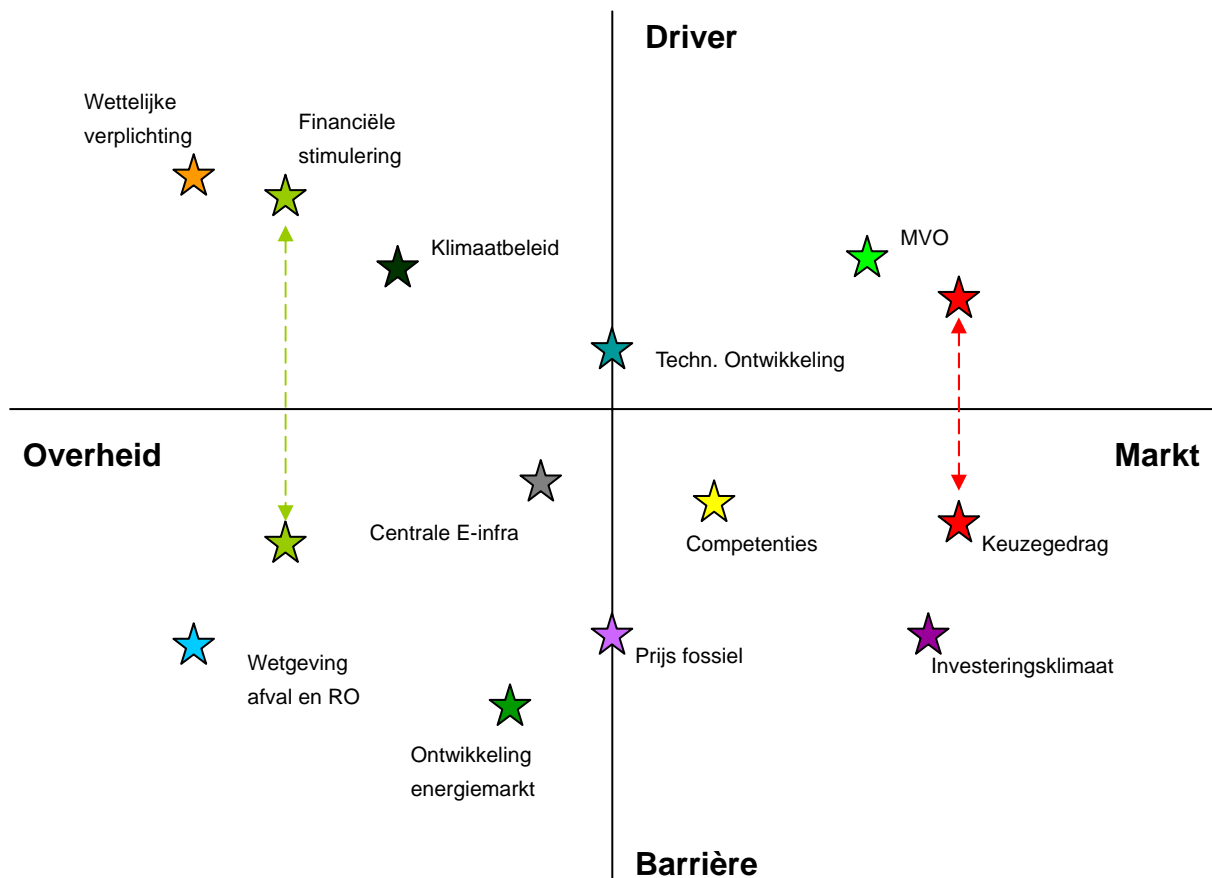 Driver
Wettelijke
verplichting
Financiële
stimulering
Klimaatbeleid
MVO
Techn. Ontwikkeling
Overheid
Markt
Centrale E-infra
Competenties
Keuzegedrag
Wetgeving
afval en RO
Prijs fossiel
Investeringsklimaat
Ontwikkeling
energiemarkt
Barrière